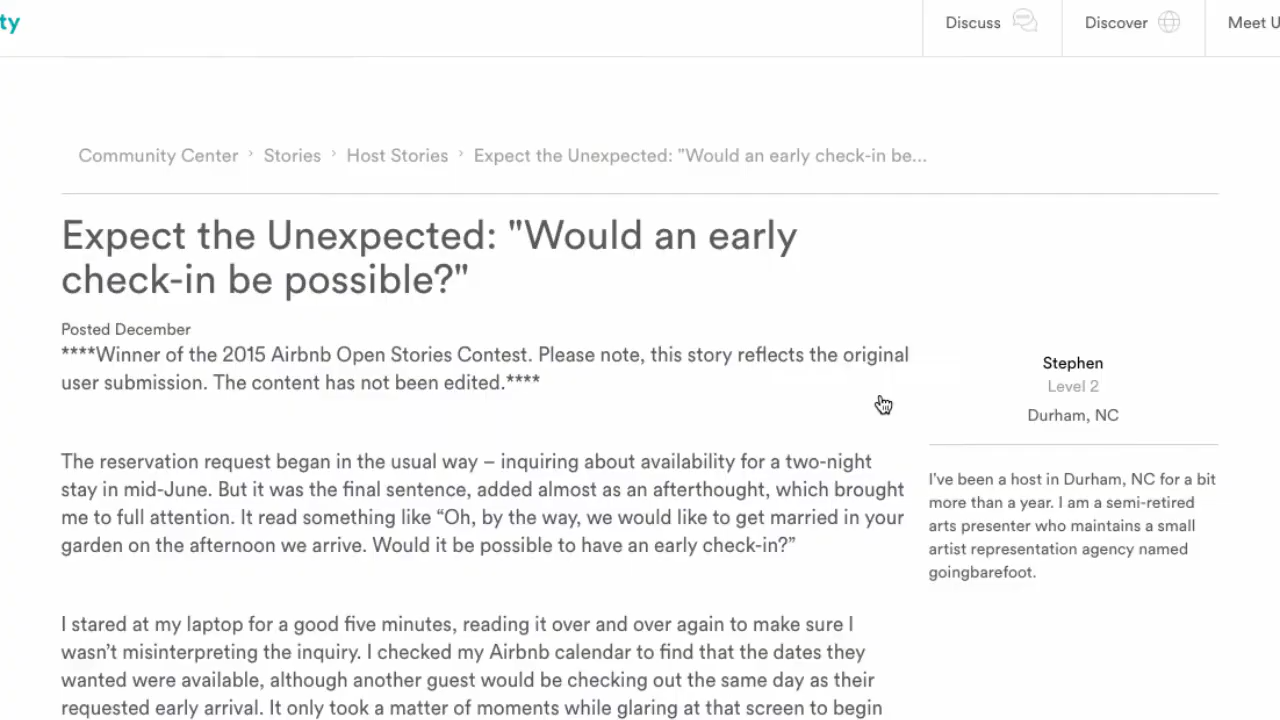 ty
Discuss
Discover
Meet U
Community Center › Stories › Host Stories › Expect the Unexpected: "Would an early check-in be...
Expect the Unexpected: "Would an early
check-in be possible?"
Posted December
****Winner of the 2015 Airbnb Open Stories Contest. Please note, this story reflects the original
user submission. The content has not been edited.****
The reservation request began in the usual way – inquiring about availability for a two-night
stay in mid-June. But it was the final sentence, added almost as an afterthought, which brought
me to full attention. It read something like “Oh, by the way, we would like to get married in your
garden on the afternoon we arrive. Would it be possible to have an early check-in?”
I stared at my laptop for a good five minutes, reading it over and over again to make sure I
wasn’t misinterpreting the inquiry. I checked my Airbnb calendar to find that the dates they
wanted were available, although another guest would be checking out the same day as their
requested early arrival. It only took a matter of moments while glaring at that screen to begin
Stephen
Level 2
Durham, NC
I've been a host in Durham, NC for a bit
more than a year. I am a semi-retired
arts presenter who maintains a small
artist representation agency named
goingbarefoot.